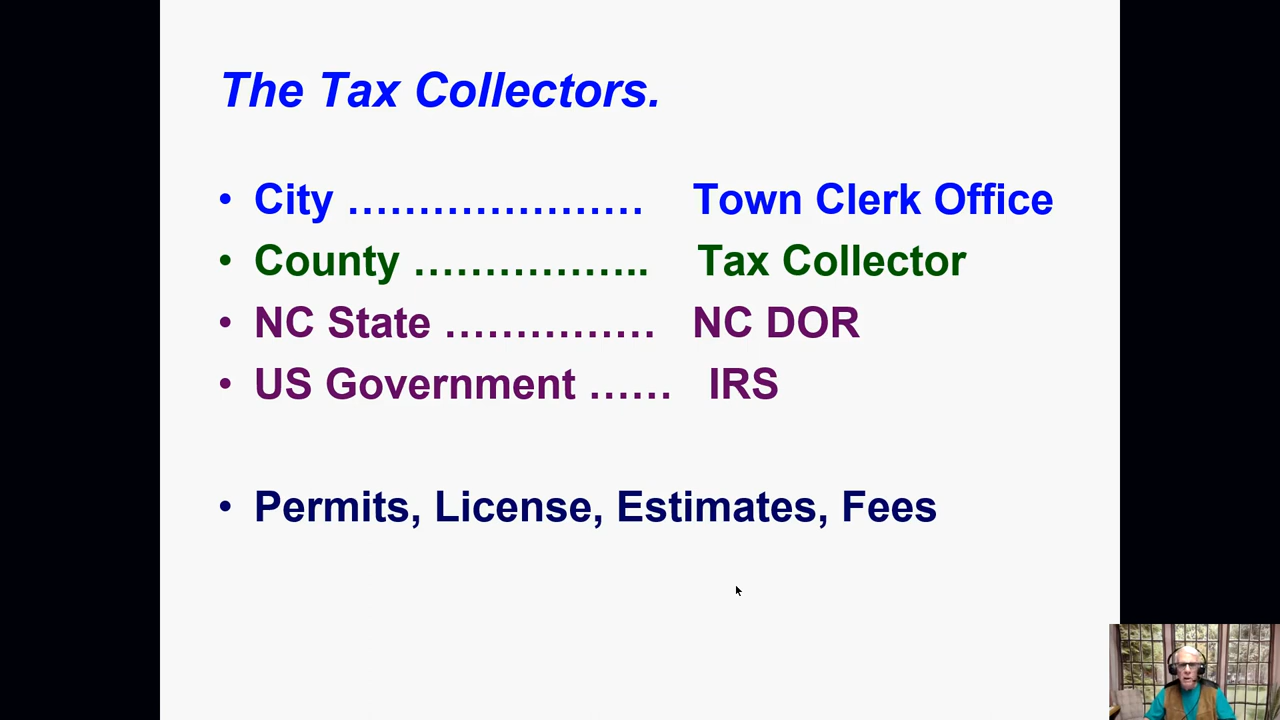 The Tax Collectors.
• City ………………… Town Clerk Office
• County …………….. Tax Collector
• NC State …………… NC DOR
• US Government …… IRS
• Permits, License, Estimates, Fees